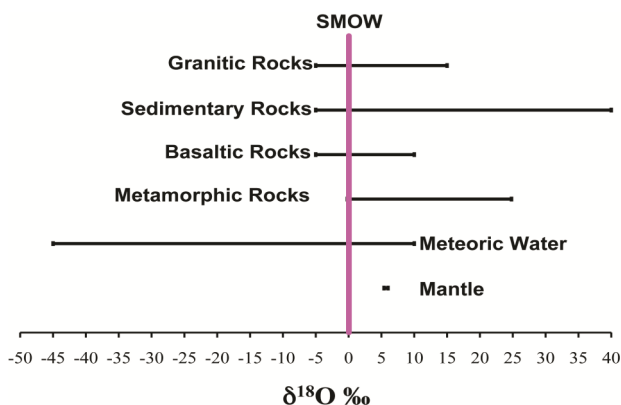 SMOW
Granitic Rocks
Sedimentary Rocks
Basaltic Rocks
Metamorphic Rocks
Meteoric Water
Mantle
-50 -45 -40 -35 -30 -25 -20 -15 -10 -5 0 5 10 15 20 25 30 35 40
δ¹⁸O ‰